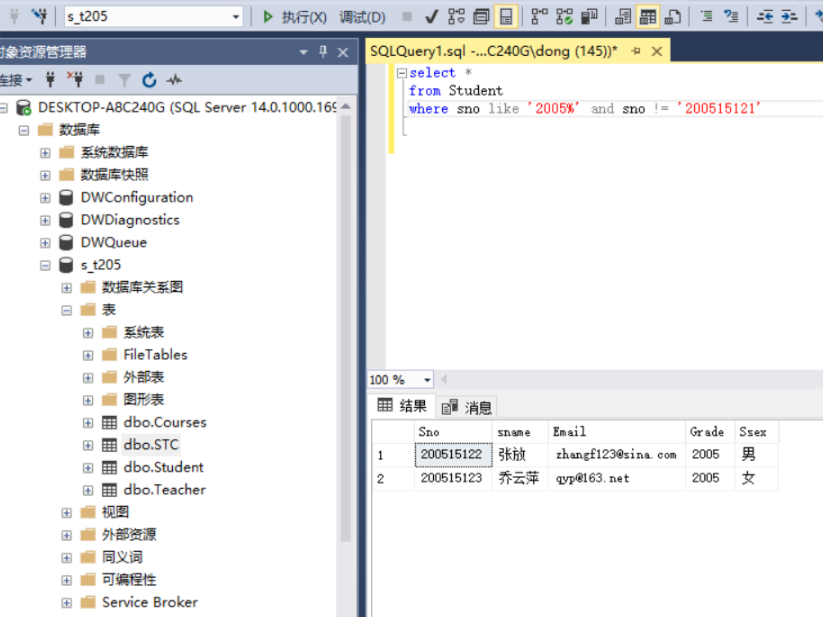 s_t205
执行(X) 调试(D)
对象资源管理器
SQLQuery1.sql -...C240G\dong (145))*
连接
select *
from Student
where sno like '2005%' and sno != '200515121'
DESKTOP-A8C240G (SQL Server 14.0.1000.169
数据库
系统数据库
数据库快照
DWConfiguration
DWDiagnostics
DWQueue
s_t205
数据库关系图
表
系统表
FileTables
外部表
图形表
dbo.Courses
dbo.STC
dbo.Student
dbo.Teacher
视图
外部资源
同义词
可编程性
Service Broker
100 %
结果 消息
Sno sname Email Grade Ssex
1 200515122 张放 zhangf123@sina.com 2005 男
2 200515123 乔云萍 qyp@163.net 2005 女